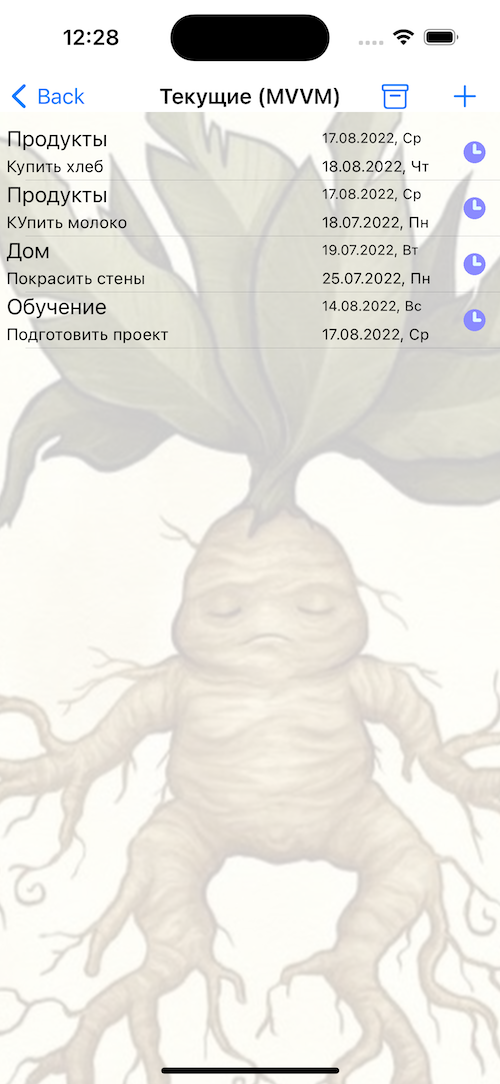 12:28
Back Текущие (MVVM)
Продукты 17.08.2022, Ср
Купить хлеб 18.08.2022, Чт
Продукты 17.08.2022, Ср
КУпить молоко 18.07.2022, Пн
Дом 19.07.2022, Вт
Покрасить стены 25.07.2022, Пн
Обучение 14.08.2022, Вс
Подготовить проект 17.08.2022, Ср